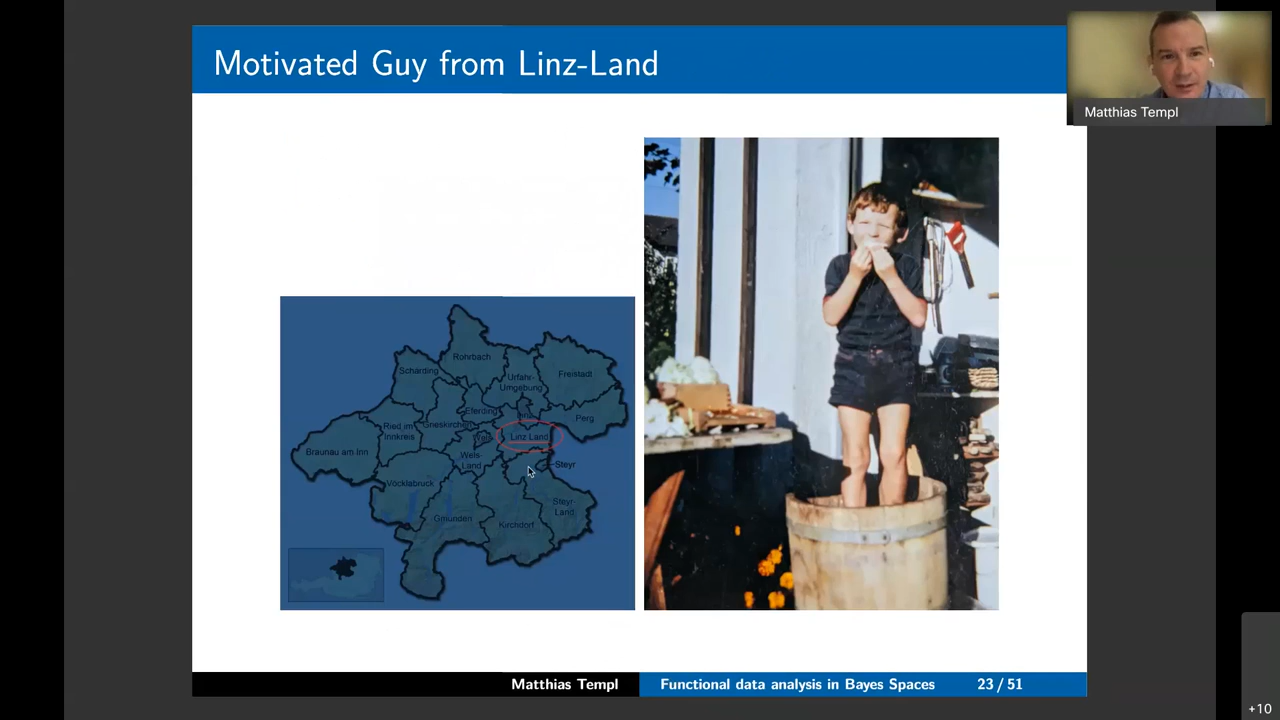 Motivated Guy from Linz-Land
Matthias Templ
Rohrbach
Schärding
Freistadt
Urfahr-
Umgebung
Eferding
Linz
Perg
Ried im
Innkreis
Grieskirchen
Wels
Linz Land
Braunau am Inn
Wels-
Land
Steyr
Vöcklabruck
Steyr-
Land
Gmunden
Kirchdorf
Matthias Templ
Functional data analysis in Bayes Spaces
23 / 51
+10